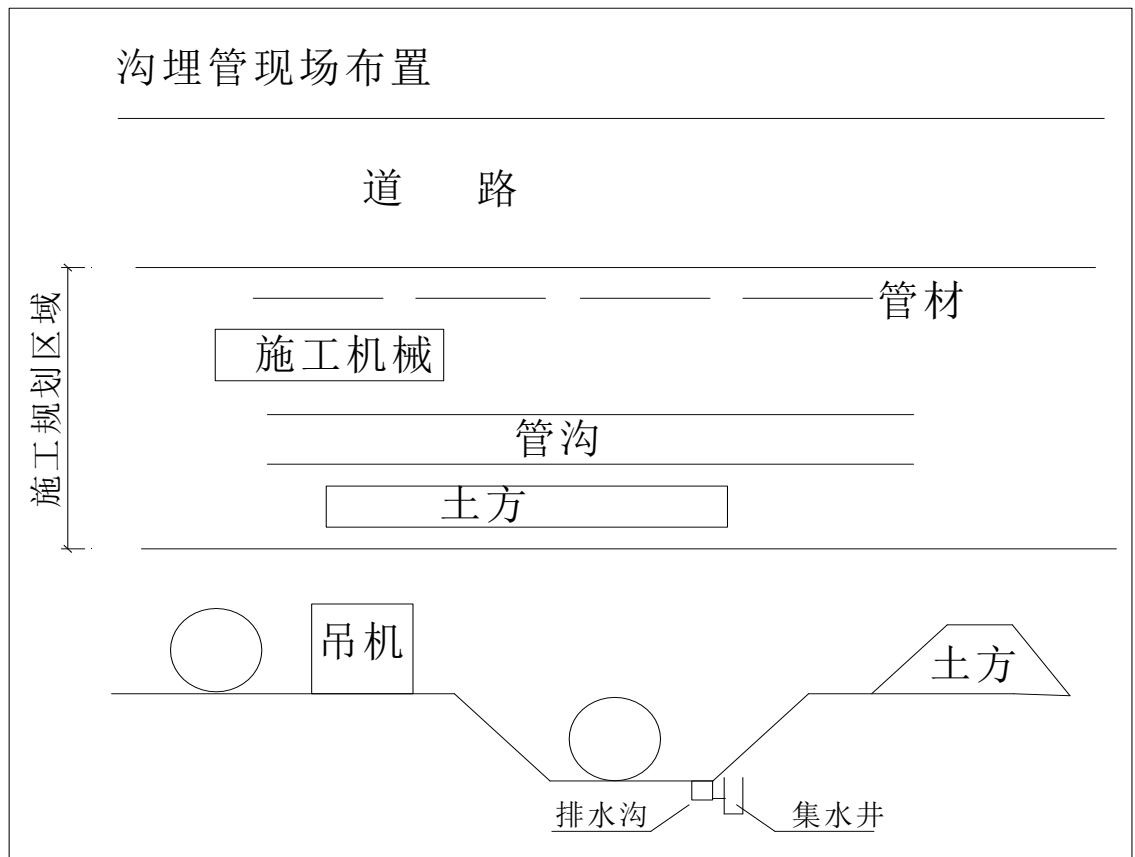 沟埋管现场布置
道 路
管材
施工机械
施工规划区域
管沟
土方
吊机
土方
排水沟
集水井